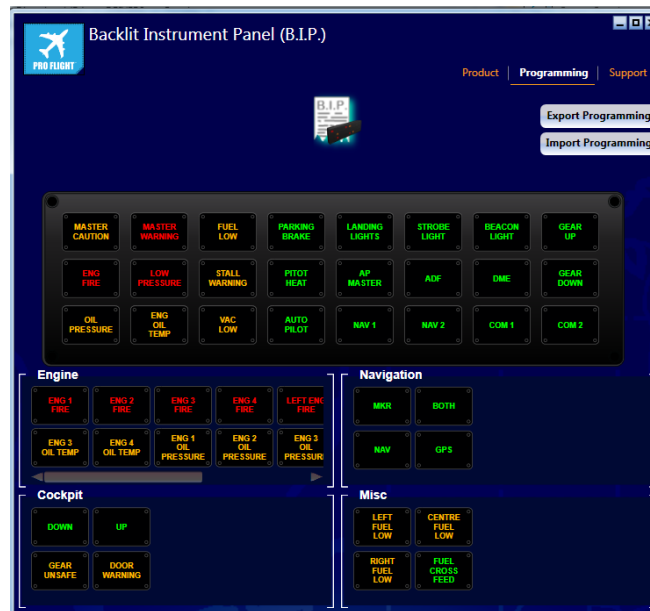 Backlit Instrument Panel (B.I.P.)
PRO FLIGHT
Product | Programming | Support
B.I.P.
Export Programming
Import Programming
MASTER CAUTION
MASTER WARNING
FUEL LOW
PARKING BRAKE
LANDING LIGHTS
STROBE LIGHT
BEACON LIGHT
GEAR UP
ENG FIRE
LOW PRESSURE
STALL WARNING
PITOT HEAT
AP MASTER
ADF
DME
GEAR DOWN
OIL PRESSURE
ENG OIL TEMP
VAC LOW
AUTO PILOT
NAV 1
NAV 2
COM 1
COM 2
Engine
ENG 1 FIRE
ENG 2 FIRE
ENG 3 FIRE
ENG 4 FIRE
LEFT ENG FIRE
ENG 3 OIL TEMP
ENG 4 OIL TEMP
ENG 1 OIL PRESSURE
ENG 2 OIL PRESSURE
ENG 3 OIL PRESSUR
Navigation
MKR
BOTH
NAV
GPS
Cockpit
DOWN
UP
GEAR UNSAFE
DOOR WARNING
Misc
LEFT FUEL LOW
CENTRE FUEL LOW
RIGHT FUEL LOW
FUEL CROSS FEED